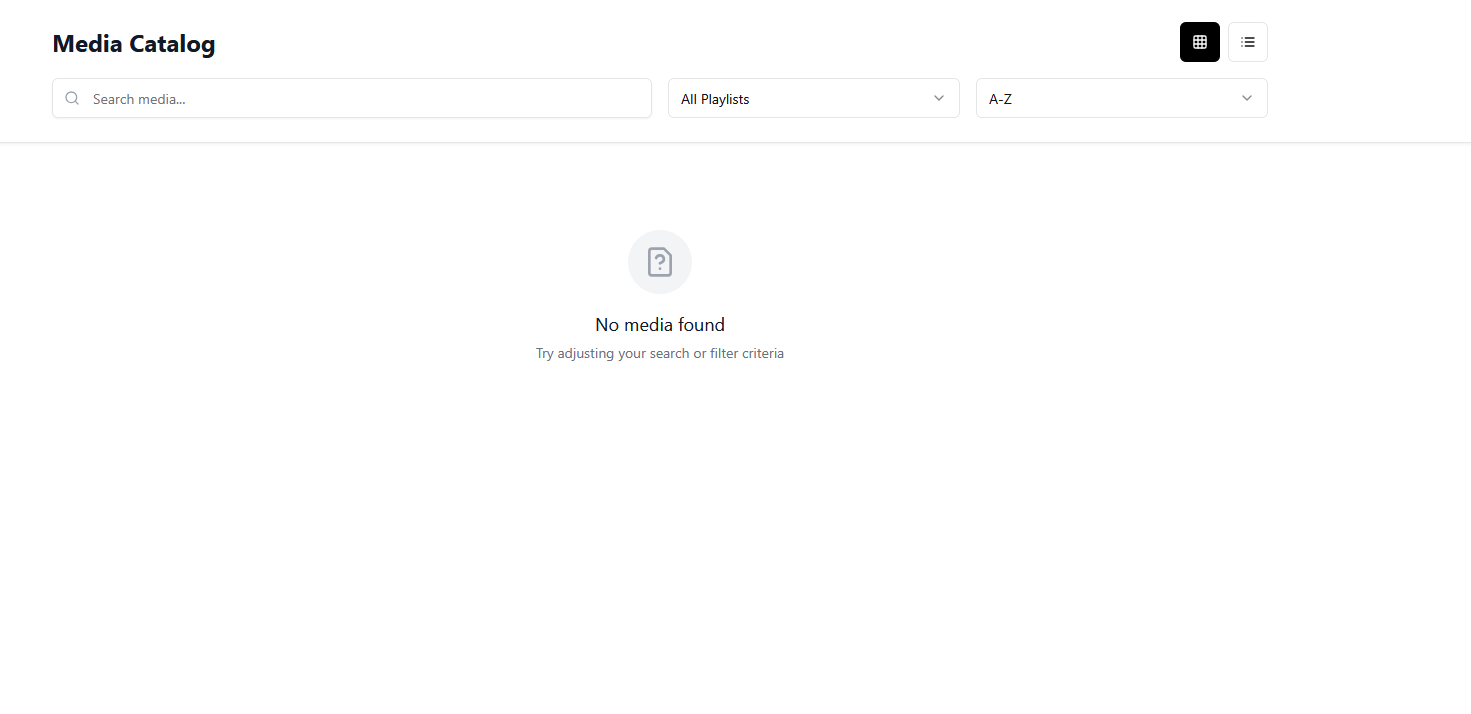 Media Catalog
Search media...
All Playlists
A-Z
No media found
Try adjusting your search or filter criteria